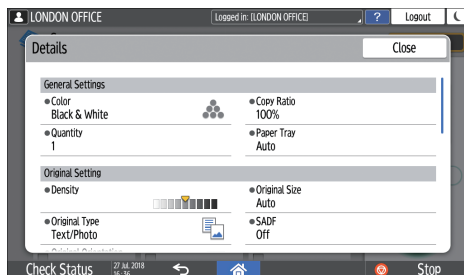 LONDON OFFICE
Logged in: [LONDON OFFICE]
?
Logout
Details
Close
General Settings
●Color
Black & White
●Copy Ratio
100%
●Quantity
1
●Paper Tray
Auto
Original Setting
●Density
●Original Size
Auto
●Original Type
Text/Photo
●SADF
Off
●Original Orientation
Check Status
27 Jul. 2018
16:36
Stop